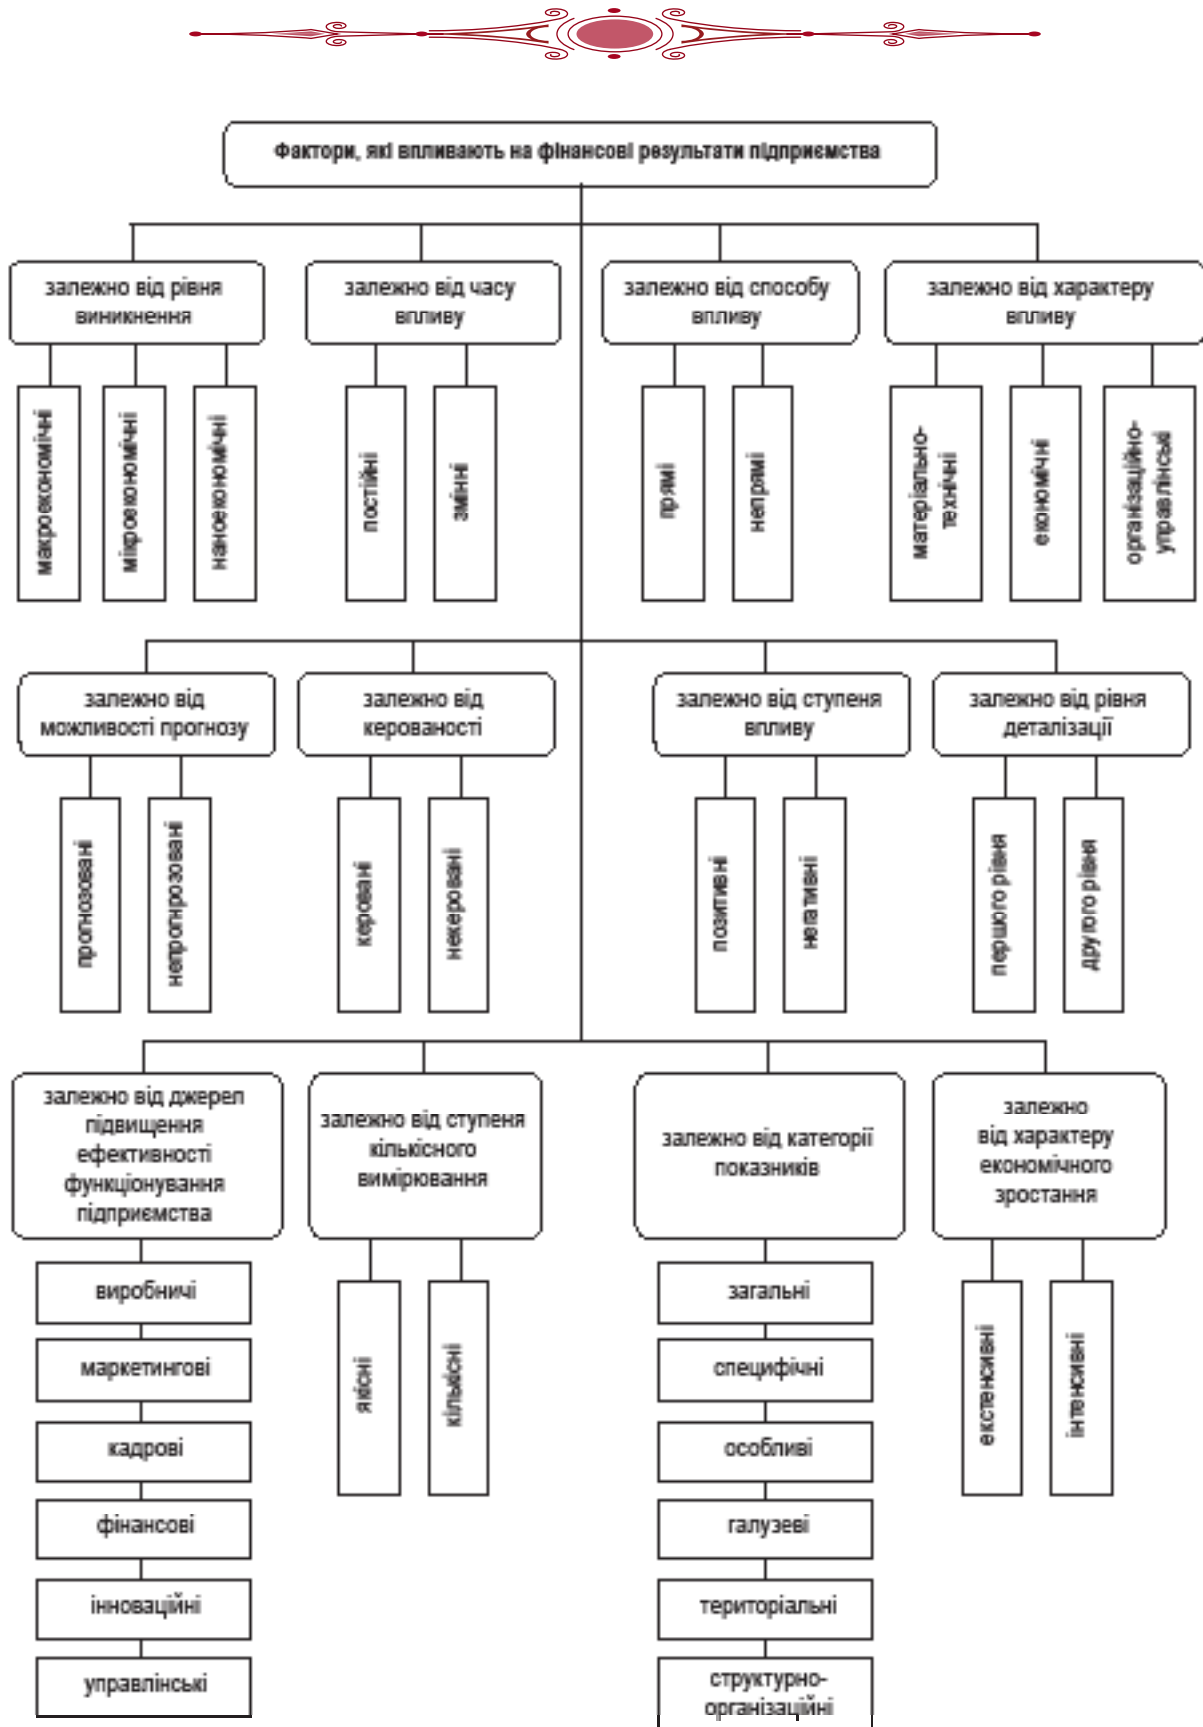 Фактори, які впливають на фінансові результати підприємства
залежно від рівня
виникнення
залежно від часу
впливу
залежно від способу
впливу
залежно від характеру
впливу
макроекономічні
мікроекономічні
наноекономічні
постійні
змінні
прямі
непрямі
матеріально-
технічні
економічні
організаційно-
управлінські
залежно від
можливості прогнозу
залежно від
керованості
залежно від ступеня
впливу
залежно від рівня
деталізації
прогнозовані
непрогнрозовані
керовані
некеровані
позитивні
негативні
першого рівня
другого рівня
залежно від джерел
підвищення
ефективності
функціонування
підприємства
залежно від ступеня
кількісного
вимірювання
залежно від категорії
показників
залежно
від характеру
економічного
зростання
виробничі
маркетингові
кадрові
фінансові
інноваційні
управлінські
якісні
кількісні
загальні
специфічні
особливі
галузеві
територіальні
структурно-
організаційні
екстенсивні
інтенсивні